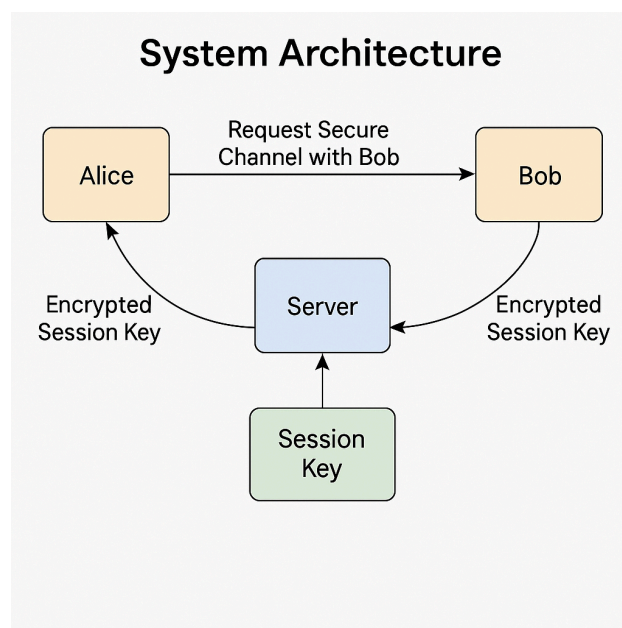 System Architecture
Request Secure
Channel with Bob
Alice
Bob
Server
Encrypted
Session Key
Encrypted
Session Key
Session
Key